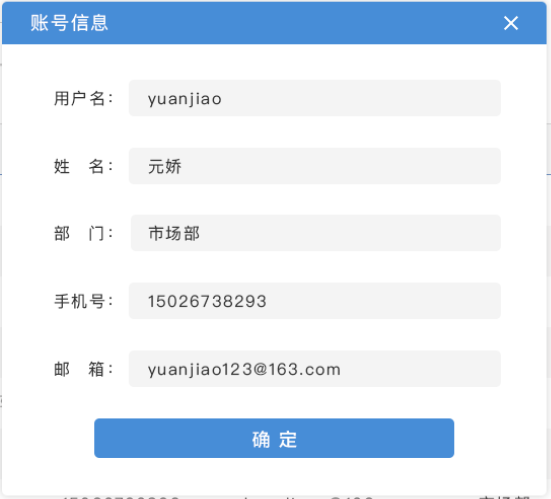 账号信息
用户名： yuanjiao
姓 名： 元娇
部 门： 市场部
手机号： 15026738293
邮 箱： yuanjiao123@163.com
确 定